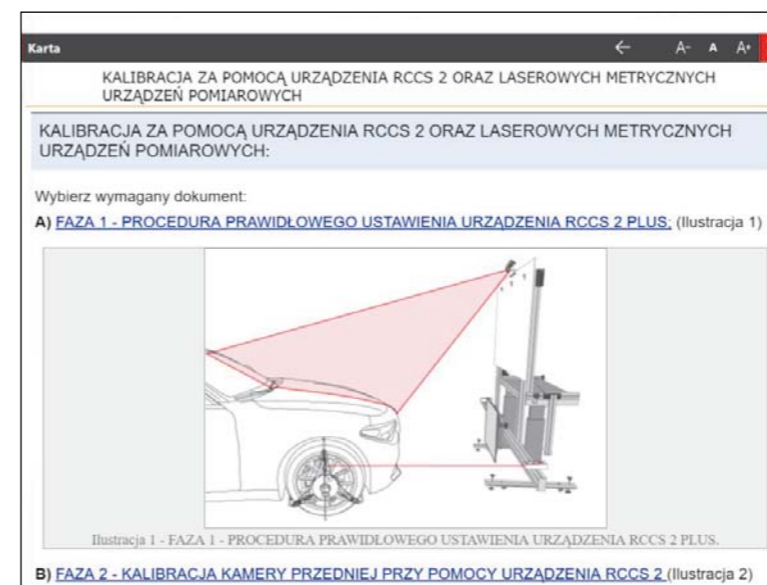 Karta ← A- A A+
KALIBRACJA ZA POMOCĄ URZĄDZENIA RCCS 2 ORAZ LASEROWYCH METRYCZNYCH
URZĄDZEŃ POMIAROWYCH
KALIBRACJA ZA POMOCĄ URZĄDZENIA RCCS 2 ORAZ LASEROWYCH METRYCZNYCH
URZĄDZEŃ POMIAROWYCH:
Wybierz wymagany dokument:
A) FAZA 1 - PROCEDURA PRAWIDŁOWEGO USTAWIENIA URZĄDZENIA RCCS 2 PLUS; (Ilustracja 1)
Ilustracja 1 - FAZA 1 - PROCEDURA PRAWIDŁOWEGO USTAWIENIA URZĄDZENIA RCCS 2 PLUS.
B) FAZA 2 - KALIBRACJA KAMERY PRZEDNIEJ PRZY POMOCY URZĄDZENIA RCCS 2 (Ilustracja 2)